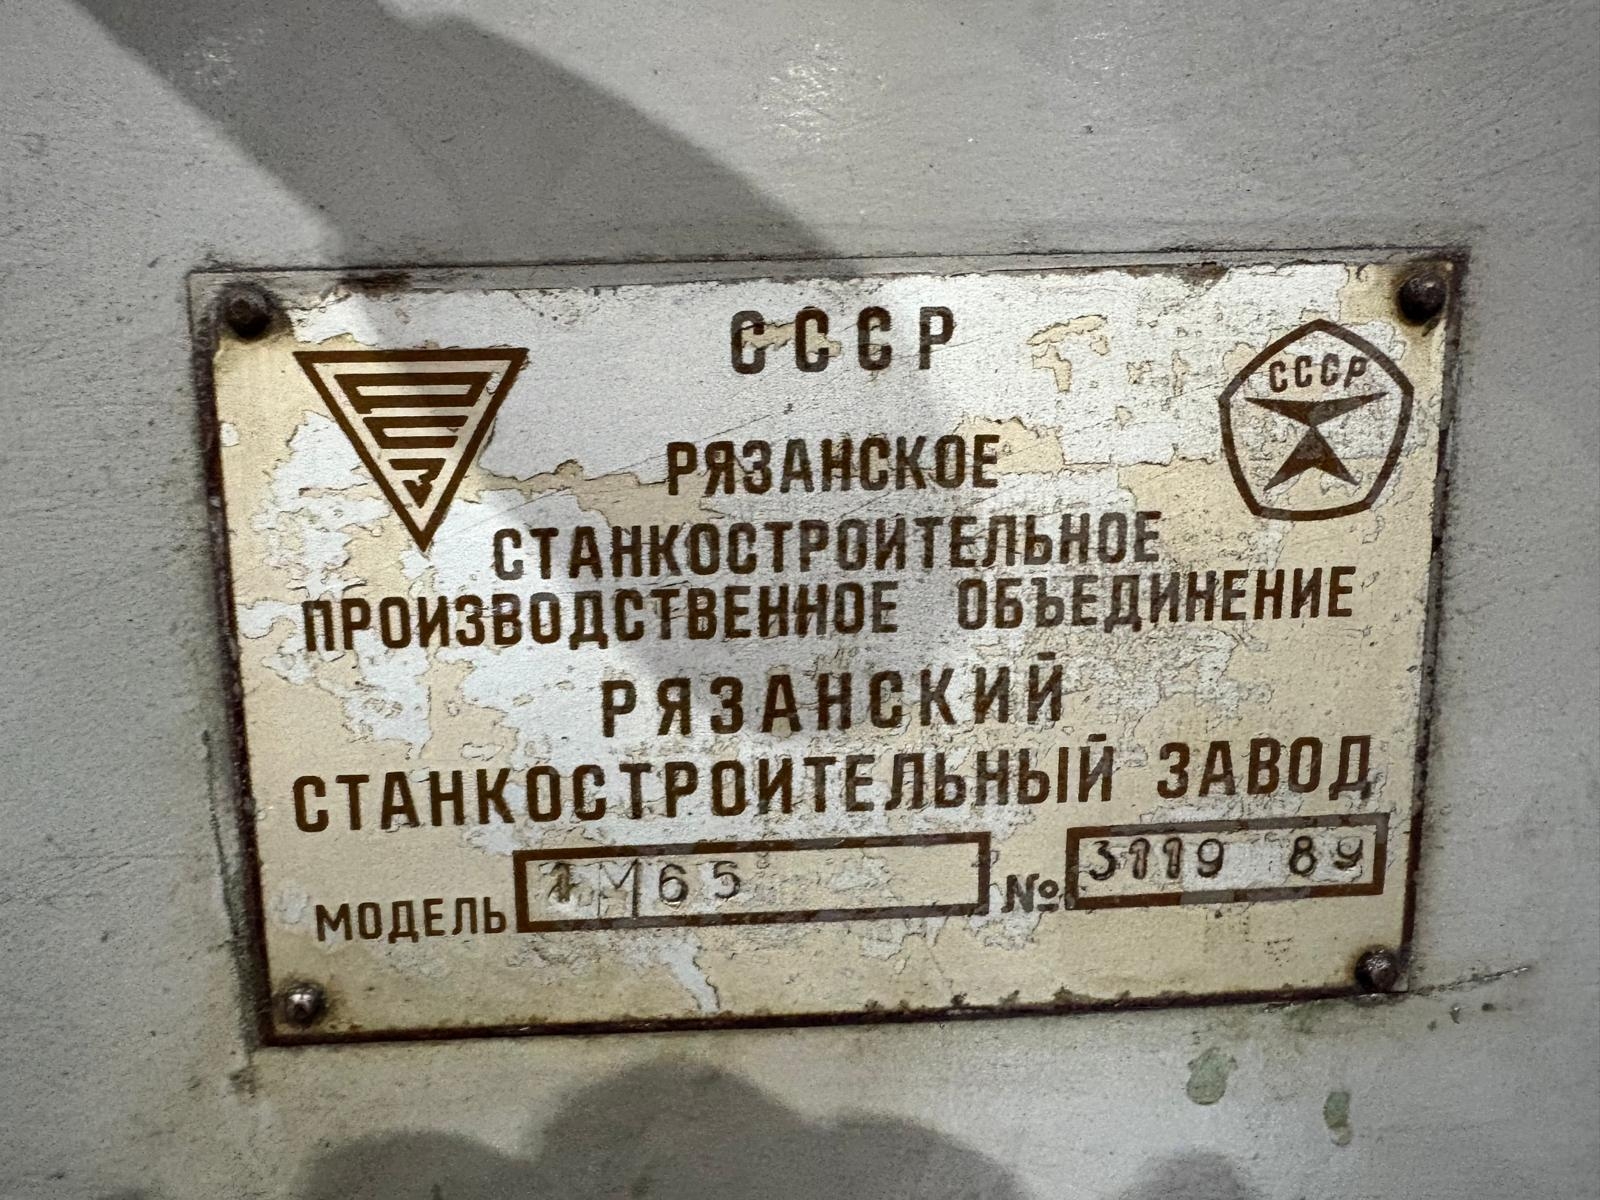 СССР
СССР
РЯЗАНСКОЕ
СТАНКОСТРОИТЕЛЬНОЕ
ПРОИЗВОДСТВЕННОЕ ОБЪЕДИНЕНИЕ
РЯЗАНСКИЙ
СТАНКОСТРОИТЕЛЬНЫЙ ЗАВОД
МОДЕЛЬ 1М65 № 3119 89